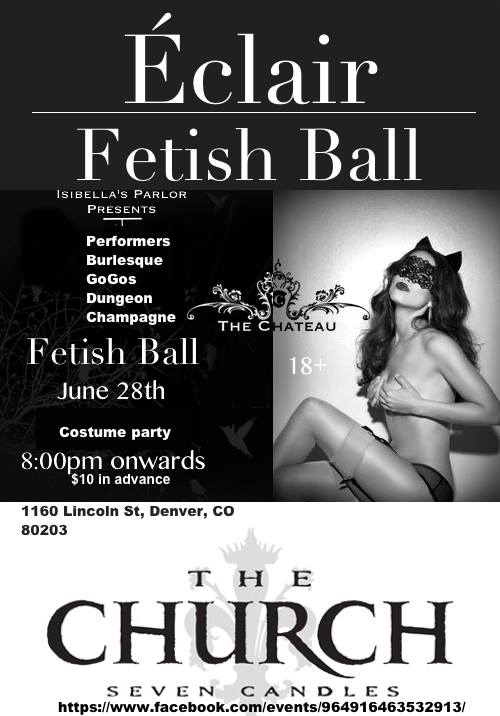 Éclair
Fetish Ball
Isibella's Parlor
Presents
Performers
Burlesque
GoGos
Dungeon
Champagne
The Chateau
Fetish Ball
18+
June 28th
Costume party
8:00pm onwards
$10 in advance
1160 Lincoln St, Denver, CO
80203
THE
CHURCH
SEVEN CANDLES
https://www.facebook.com/events/964916463532913/